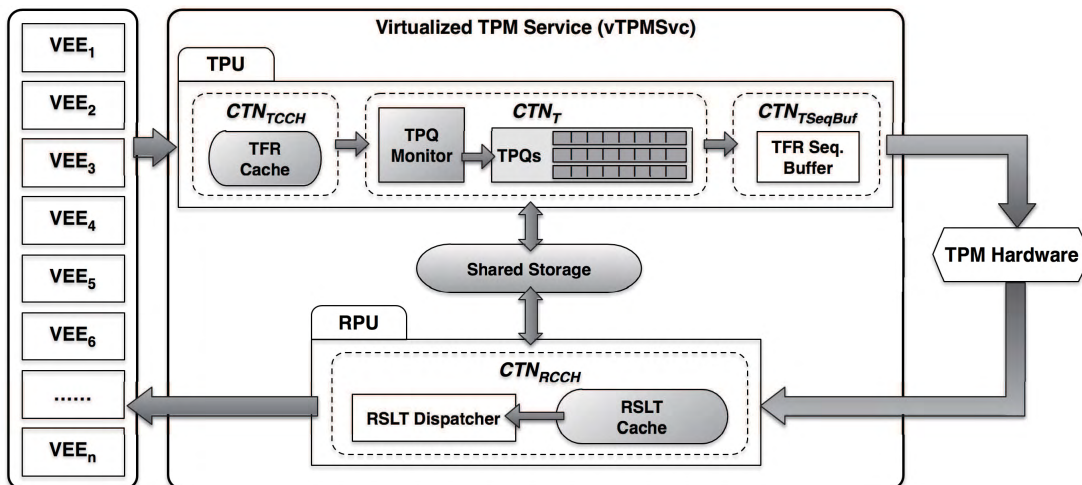 VEE1
VEE2
VEE3
VEE4
VEE5
VEE6
......
VEEn
Virtualized TPM Service (vTPMSvc)
TPU
CTNTCCH
TFR
Cache
CTNT
TPQ
Monitor
TPQs
CTNTSeqBuf
TFR Seq.
Buffer
TPM Hardware
Shared Storage
RPU
CTNRCCH
RSLT Dispatcher
RSLT
Cache